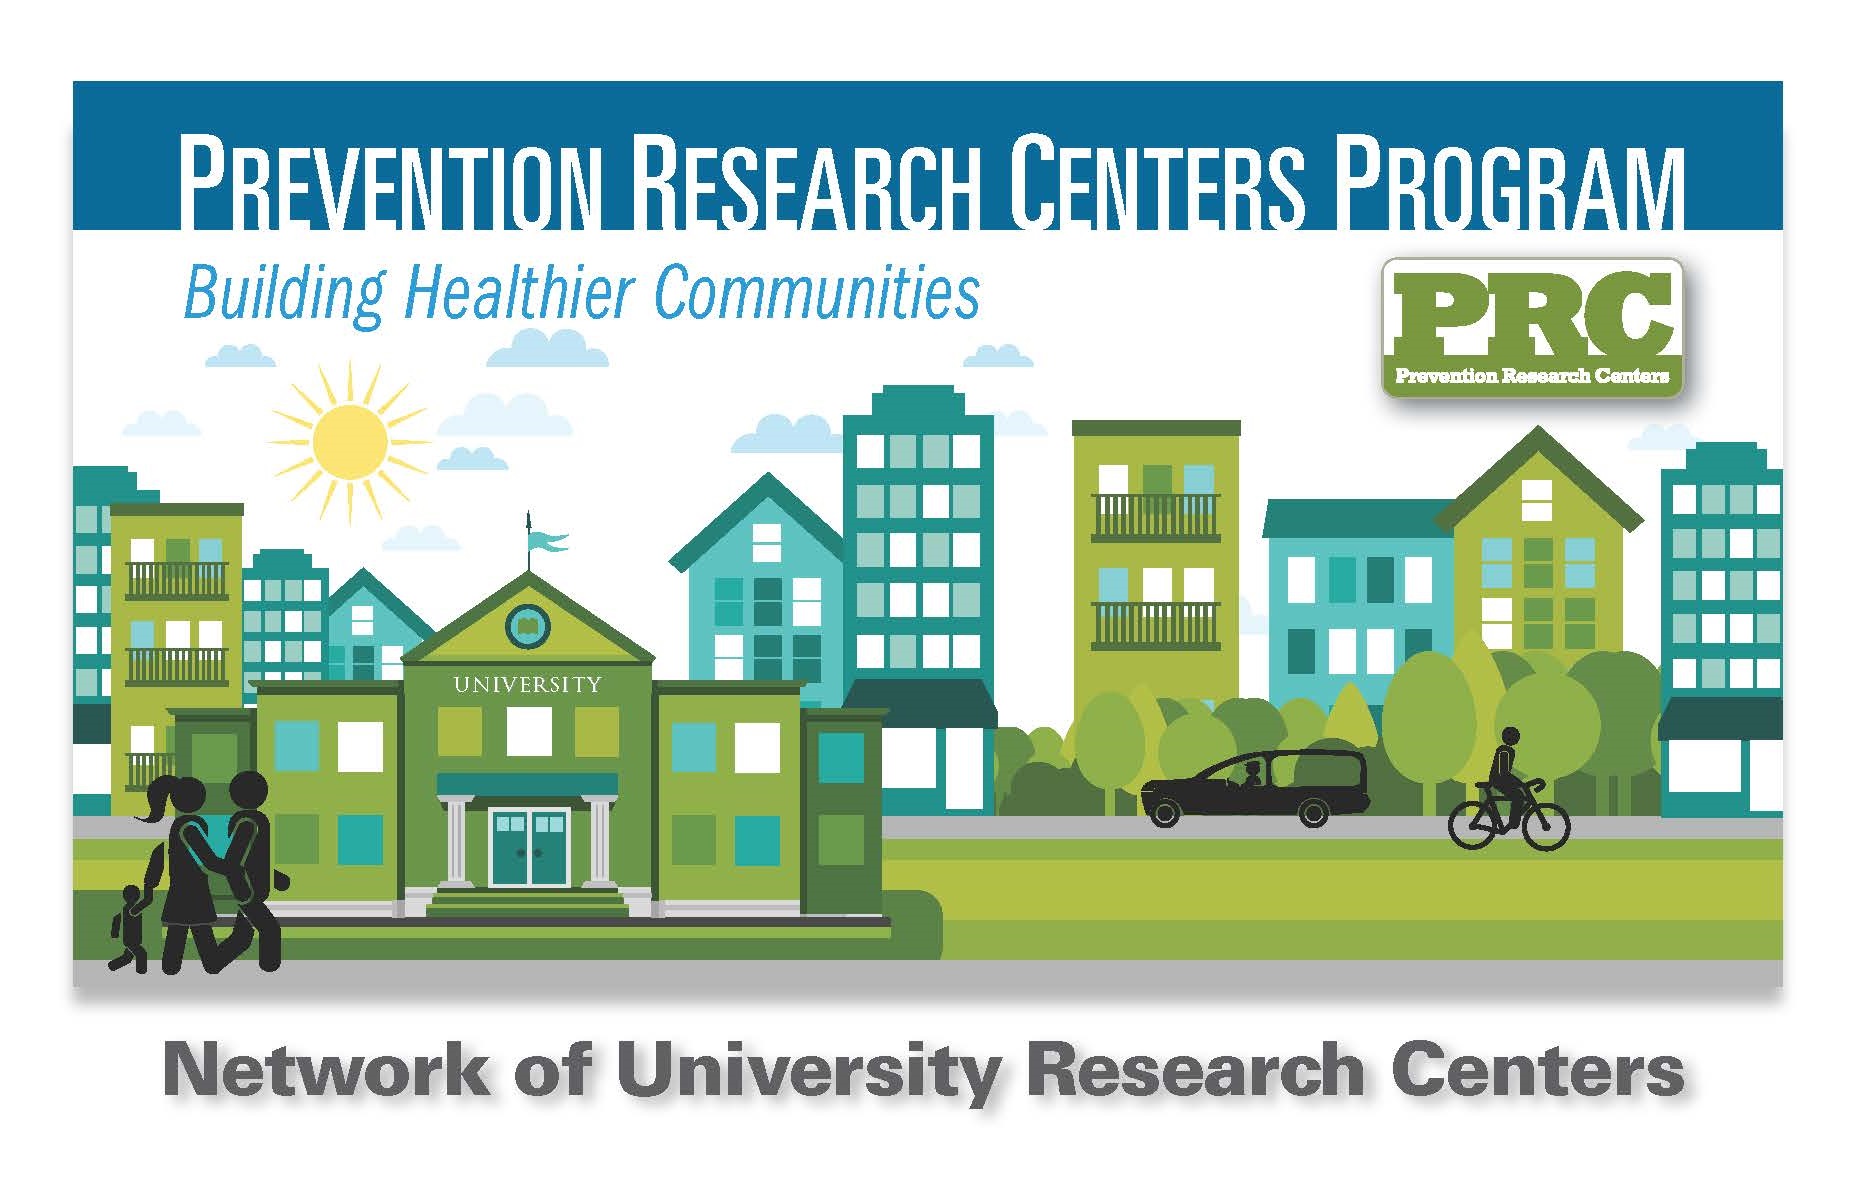 PREVENTION RESEARCH CENTERS PROGRAM
Building Healthier Communities
PRC
Prevention Research Centers
UNIVERSITY
Network of University Research Centers